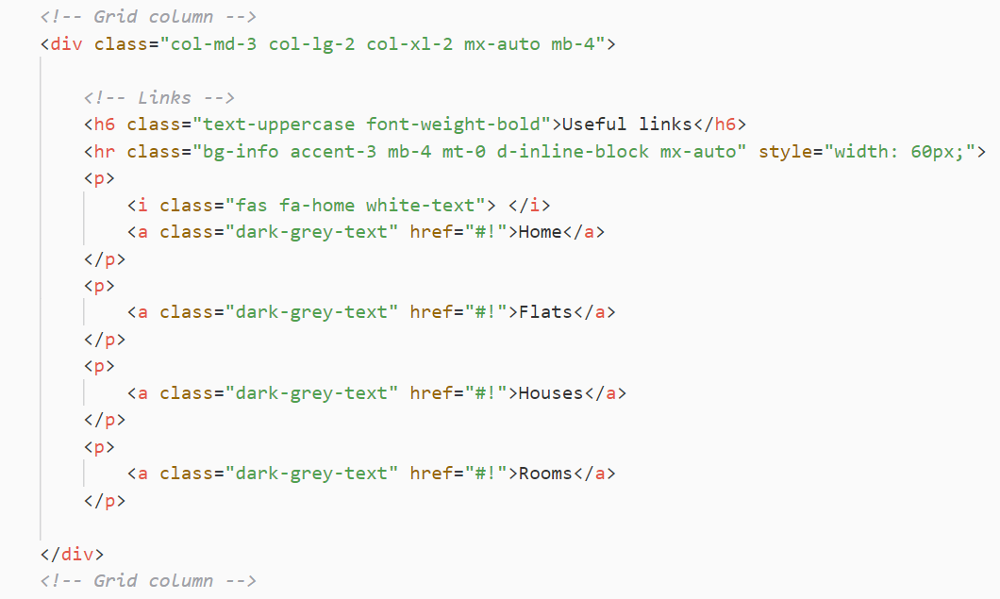 <!-- Grid column -->
<div class="col-md-3 col-lg-2 col-xl-2 mx-auto mb-4">
<!-- Links -->
<h6 class="text-uppercase font-weight-bold">Useful links</h6>
<hr class="bg-info accent-3 mb-4 mt-0 d-inline-block mx-auto" style="width: 60px;">
<p>
<i class="fas fa-home white-text"> </i>
<a class="dark-grey-text" href="#!">Home</a>
</p>
<p>
<a class="dark-grey-text" href="#!">Flats</a>
</p>
<p>
<a class="dark-grey-text" href="#!">Houses</a>
</p>
<p>
<a class="dark-grey-text" href="#!">Rooms</a>
</p>
</div>
<!-- Grid column -->